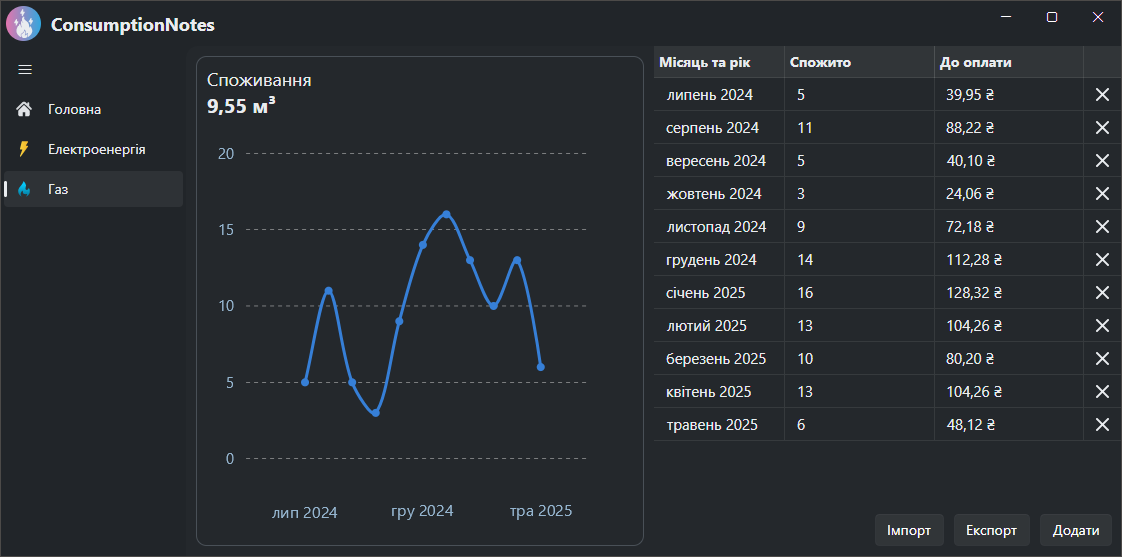 ConsumptionNotes
Головна
Електроенергія
Газ
Споживання
9,55 м³
20
15
10
5
0
лип 2024 гру 2024 тра 2025
Місяць та рік Спожито До оплати
липень 2024 5 39,95 ₴
серпень 2024 11 88,22 ₴
вересень 2024 5 40,10 ₴
жовтень 2024 3 24,06 ₴
листопад 2024 9 72,18 ₴
грудень 2024 14 112,28 ₴
січень 2025 16 128,32 ₴
лютий 2025 13 104,26 ₴
березень 2025 10 80,20 ₴
квітень 2025 13 104,26 ₴
травень 2025 6 48,12 ₴
Імпорт Експорт Додати